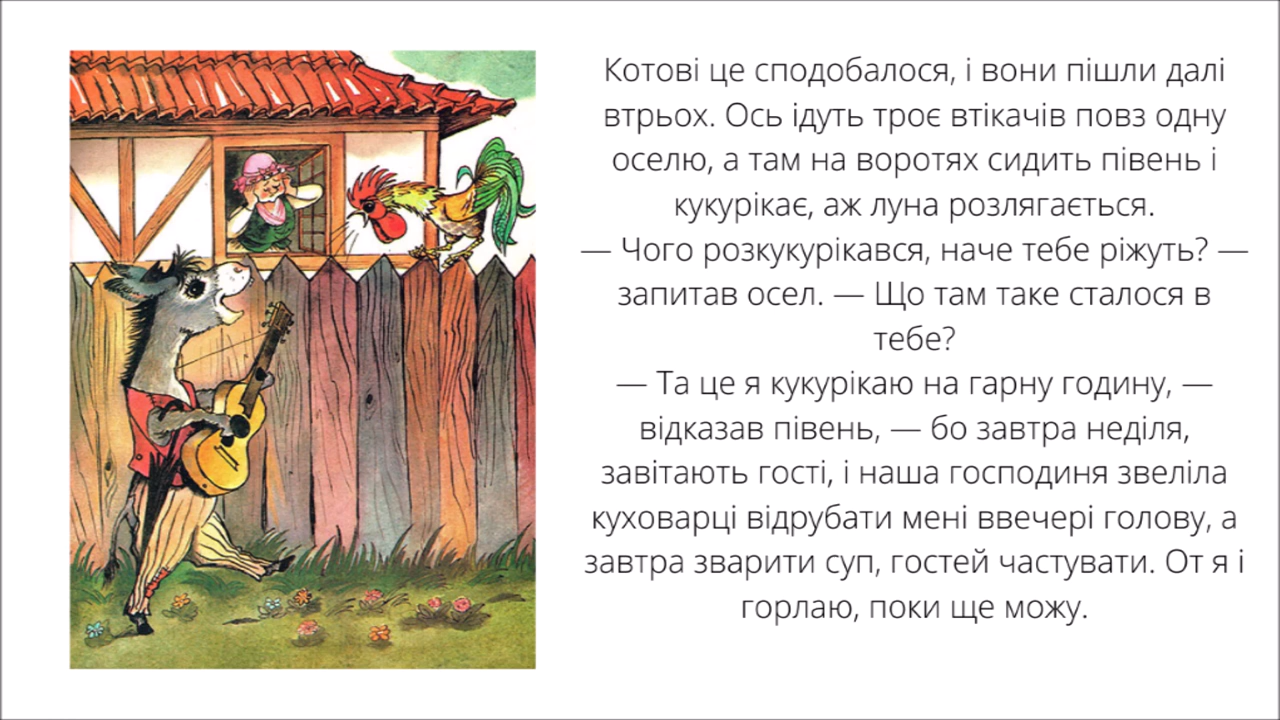 Котові це сподобалося, і вони пішли далі
втрьох. Ось ідуть троє втікачів повз одну
оселю, а там на воротях сидить півень і
кукурікає, аж луна розлягається.
— Чого розкукурікався, наче тебе ріжуть? —
запитав осел. — Що там таке сталося в
тебе?
— Та це я кукурікаю на гарну годину, —
відказав півень, — бо завтра неділя,
завітають гості, і наша господиня звеліла
куховарці відрубати мені ввечері голову, а
завтра зварити суп, гостей частувати. От я і
горлаю, поки ще можу.